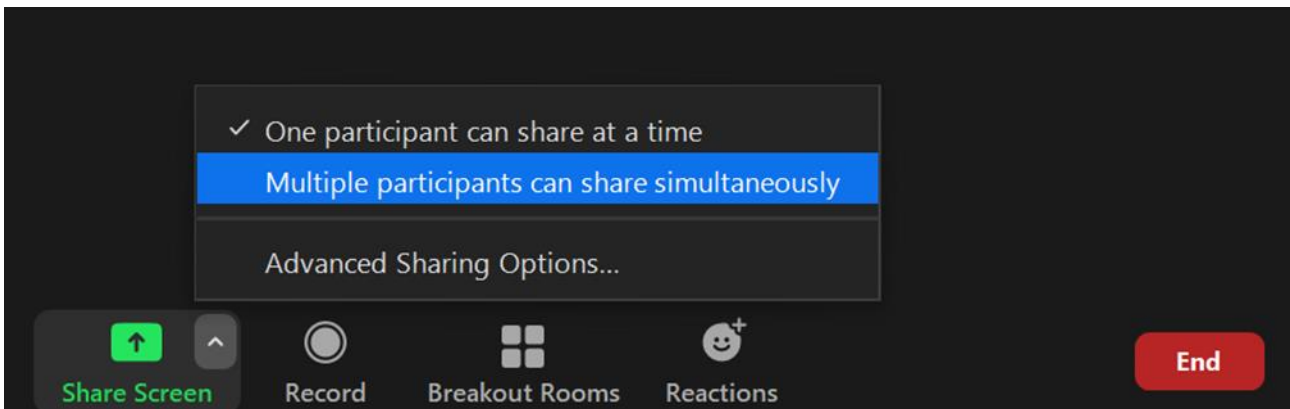 One participant can share at a time
Multiple participants can share simultaneously
Advanced Sharing Options...
Share Screen
Record
Breakout Rooms
Reactions
End